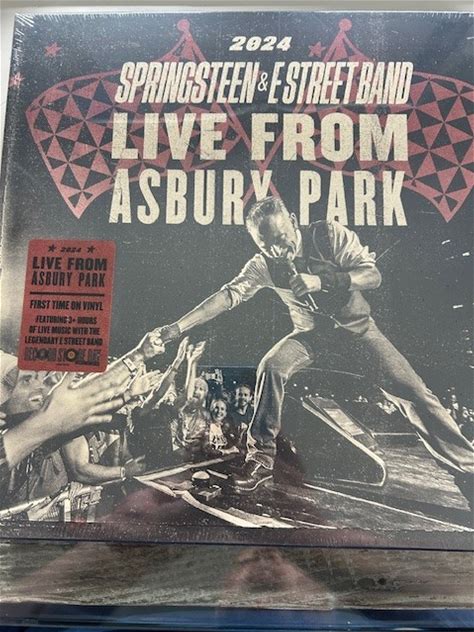 2024
SPRINGSTEEN & E STREET BAND
LIVE FROM
ASBURY PARK
2024
LIVE FROM
ASBURY PARK
FIRST TIME ON VINYL
FEATURING 3+ HOURS
OF LIVE MUSIC WITH THE
LEGENDARY E STREET BAND
RECORD STORE DAY